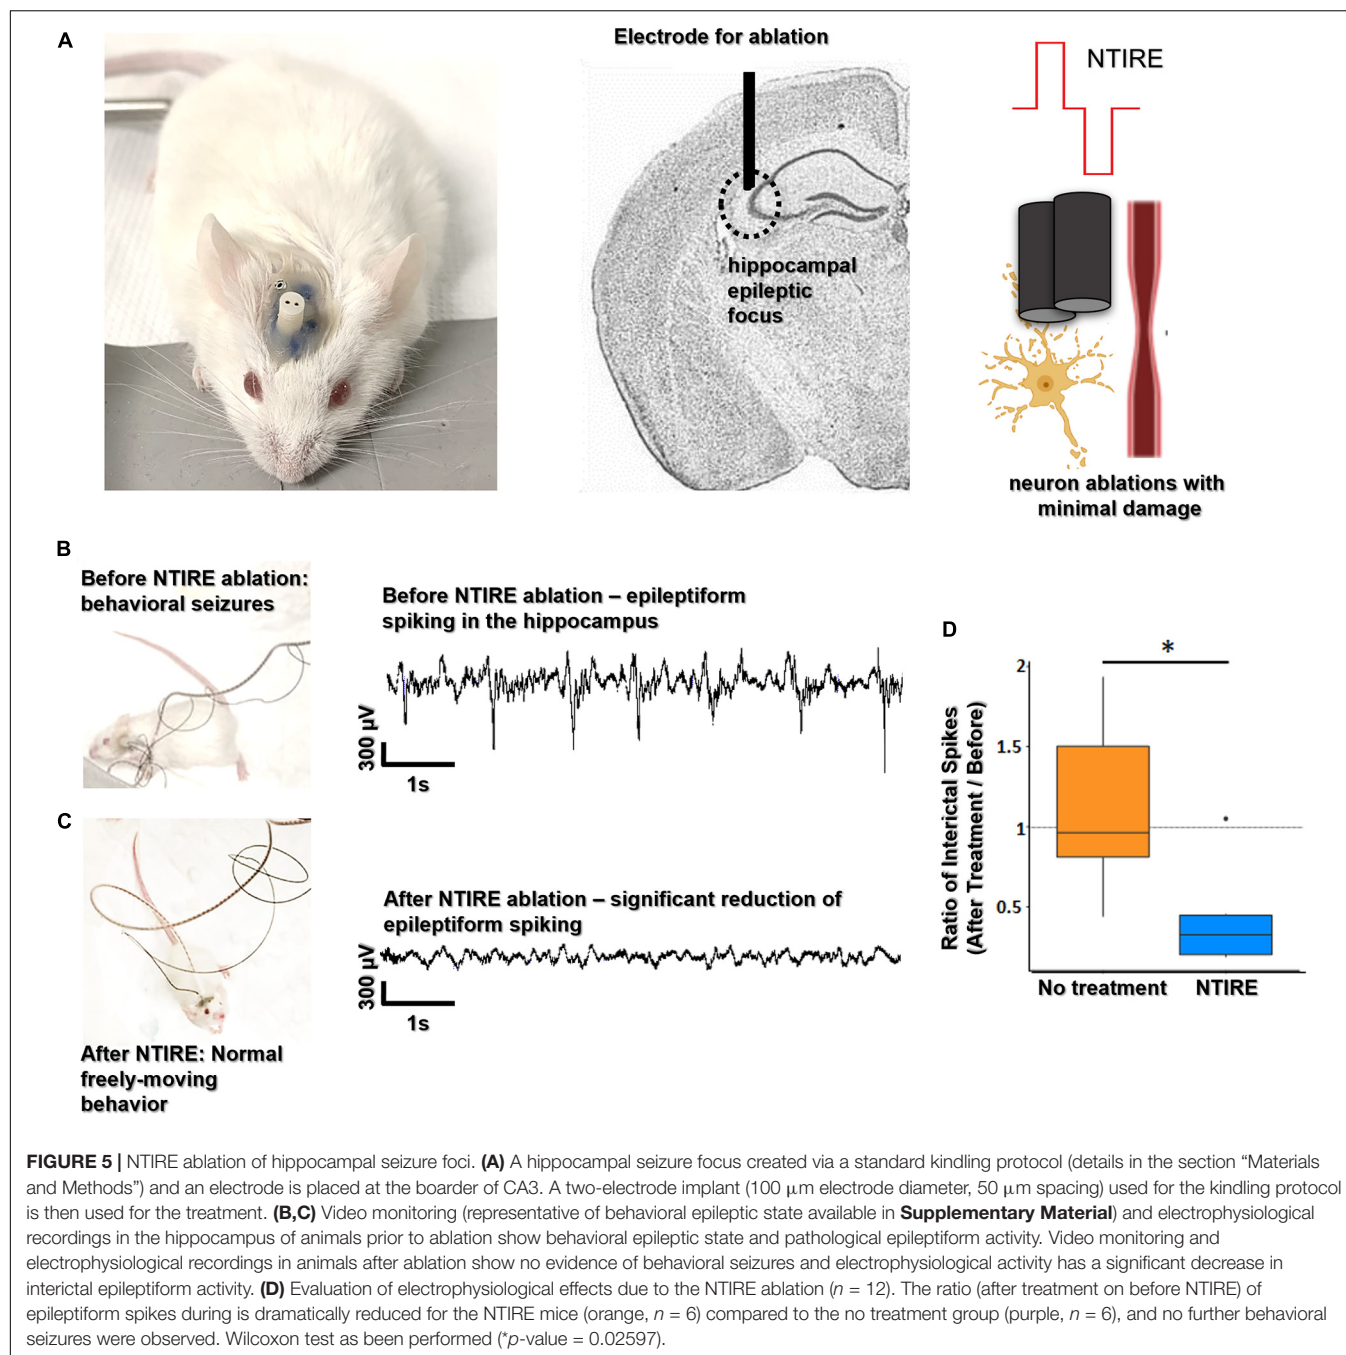 A
Electrode for ablation
hippocampal
epileptic
focus
NTIRE
neuron ablations with
minimal damage
B
Before NTIRE ablation:
behavioral seizures
Before NTIRE ablation – epileptiform
spiking in the hippocampus
300 µV
1s
C
After NTIRE: Normal
freely-moving
behavior
After NTIRE ablation – significant reduction of
epileptiform spiking
300 µV
1s
D
Ratio of Interictal Spikes
(After Treatment / Before)
2
1.5
1
0.5
*
No treatment
NTIRE
FIGURE 5 | NTIRE ablation of hippocampal seizure foci. (A) A hippocampal seizure focus created via a standard kindling protocol (details in the section “Materials
and Methods”) and an electrode is placed at the boarder of CA3. A two-electrode implant (100 µm electrode diameter, 50 µm spacing) used for the kindling protocol
is then used for the treatment. (B,C) Video monitoring (representative of behavioral epileptic state available in Supplementary Material) and electrophysiological
recordings in the hippocampus of animals prior to ablation show behavioral epileptic state and pathological epileptiform activity. Video monitoring and
electrophysiological recordings in animals after ablation show no evidence of behavioral seizures and electrophysiological activity has a significant decrease in
interictal epileptiform activity. (D) Evaluation of electrophysiological effects due to the NTIRE ablation (n = 12). The ratio (after treatment on before NTIRE) of
epileptiform spikes during is dramatically reduced for the NTIRE mice (orange, n = 6) compared to the no treatment group (purple, n = 6), and no further behavioral
seizures were observed. Wilcoxon test as been performed (*p-value = 0.02597).